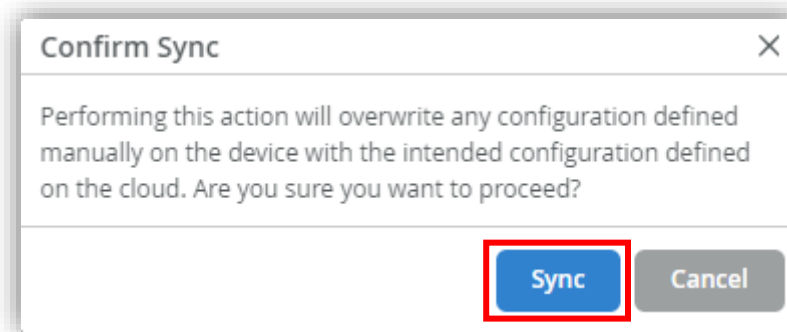 Confirm Sync
Performing this action will overwrite any configuration defined
manually on the device with the intended configuration defined
on the cloud. Are you sure you want to proceed?
Sync Cancel